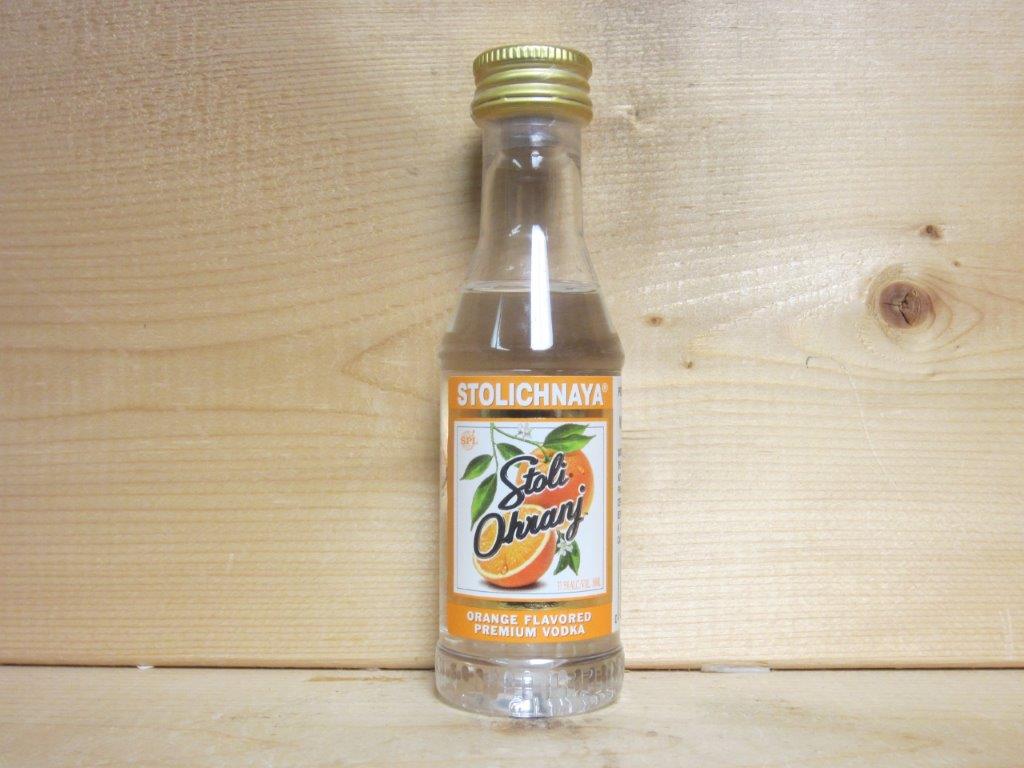 STOLICHNAYA®
SPI
Stoli
Ohranj
ORANGE FLAVORED
PREMIUM VODKA